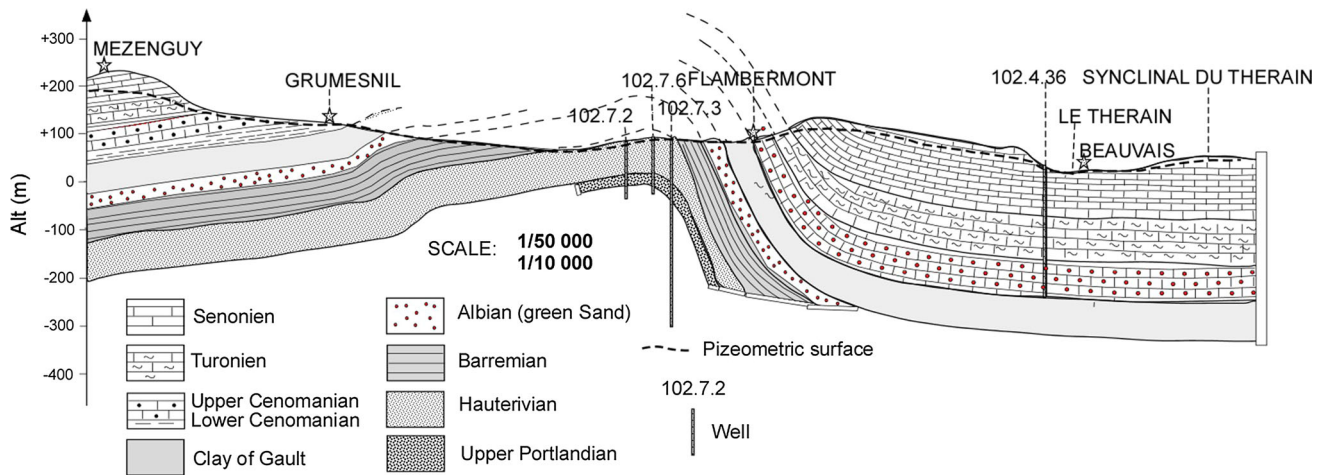 +300
+200
+100
0
-100
-200
-300
-400
Alt (m)
MEZENGUY
GRUMESNIL
102.7.2
102.7.6
102.7.3
FLAMBERMONT
102.4.36
SYNCLINAL DU THERAIN
LE THERAIN
BEAUVAIS
SCALE: 1/50 000
1/10 000
Senonien
Turonien
Upper Cenomanian
Lower Cenomanian
Clay of Gault
Albian (green Sand)
Barremian
Hauterivian
Upper Portlandian
Pizeometric surface
102.7.2
Well